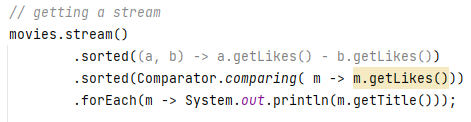 // getting a stream
movies.stream()
.sorted((a, b) -> a.getLikes() - b.getLikes())
.sorted(Comparator.comparing( m -> m.getLikes()))
.forEach(m -> System.out.println(m.getTitle()));